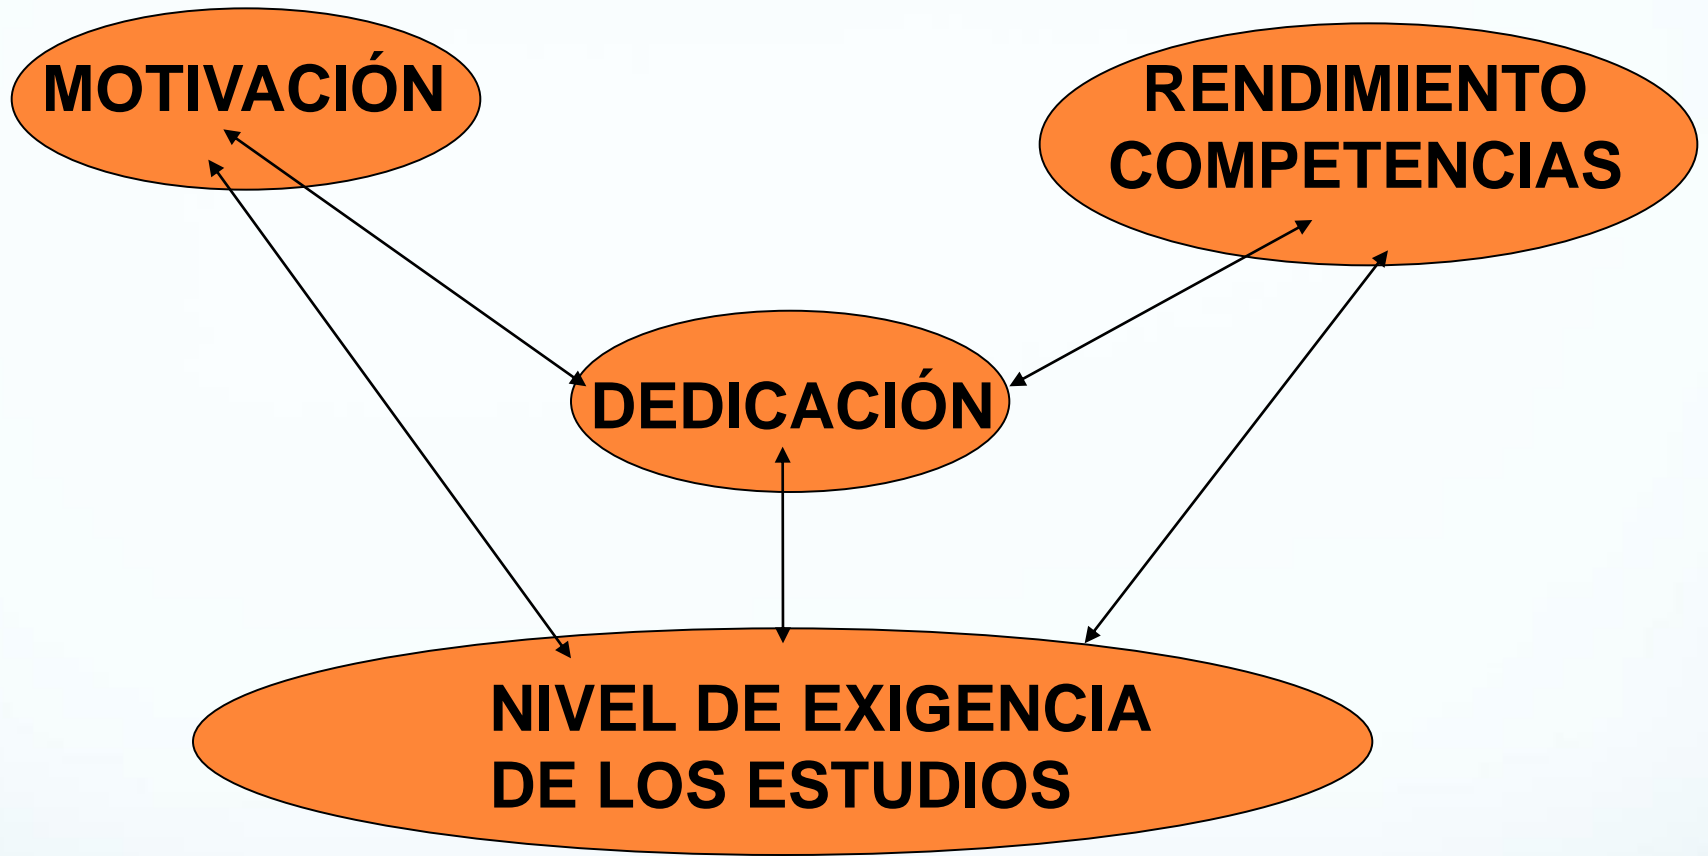 MOTIVACIÓN
RENDIMIENTO
COMPETENCIAS
DEDICACIÓN
NIVEL DE EXIGENCIA
DE LOS ESTUDIOS